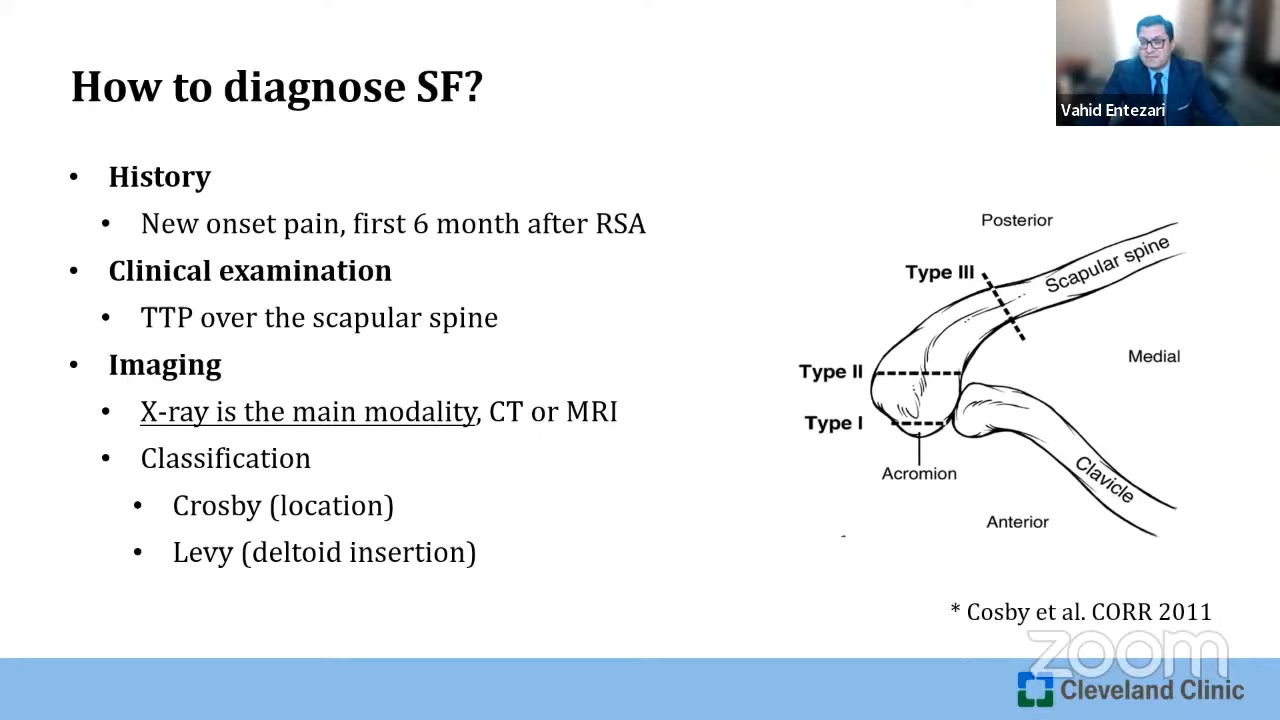 How to diagnose SF?
Vahid Entezari
• History
• New onset pain, first 6 month after RSA
• Clinical examination
• TTP over the scapular spine
• Imaging
• X-ray is the main modality, CT or MRI
• Classification
• Crosby (location)
• Levy (deltoid insertion)
Posterior
Type III
Scapular spine
Medial
Type II
Type I
Acromion
Clavicle
Anterior
* Cosby et al. CORR 2011
zoom
Cleveland Clinic